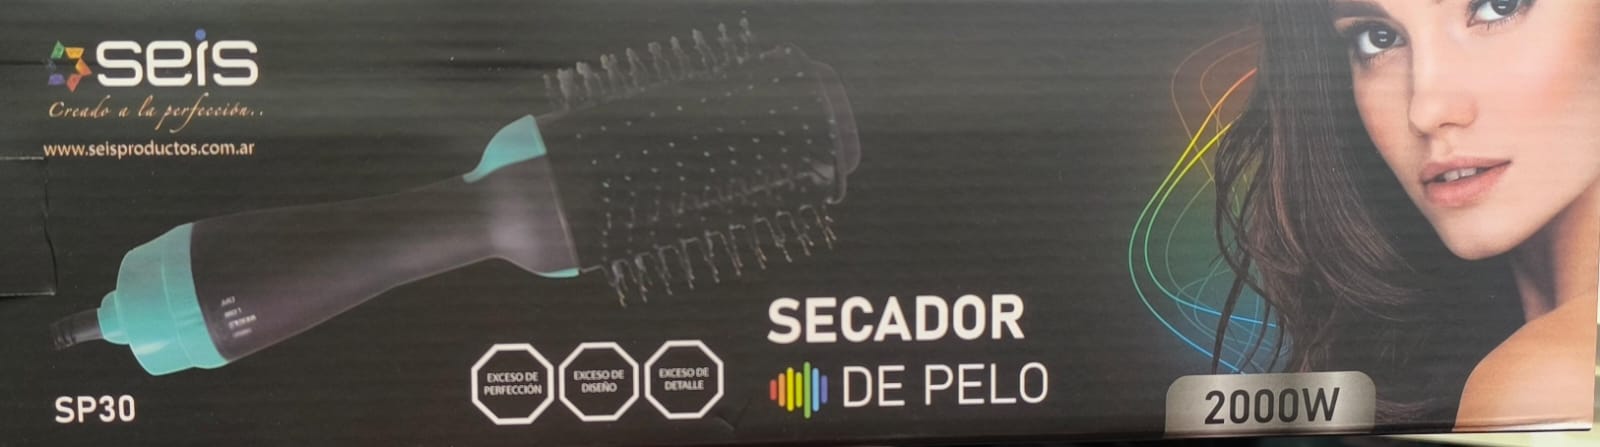 seis
Creado a la perfección..
www.seisproductos.com.ar
SP30
EXCESO DE
PERFECCIÓN
EXCESO DE
DISEÑO
EXCESO DE
DETALLE
SECADOR
DE PELO
2000W